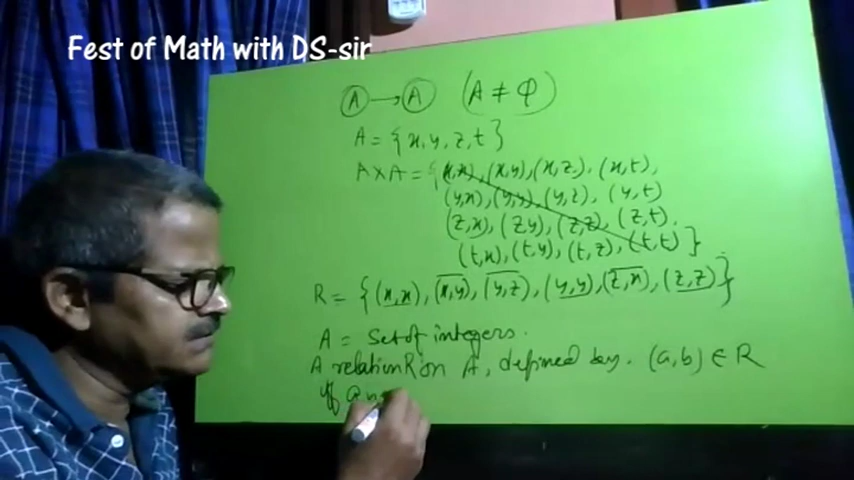 Fest of Math with DS-sir
A → A (A ≠ φ)
A = {x, y, z, t}
A × A = {(x,x), (x,y), (x,z), (x,t),
(y,x), (y,y), (y,z), (y,t)
(z,x), (z,y), (z,z), (z,t).
(t,x), (t,y), (t,z), (t,t)}
R = {(x,x), (x,y), (y,z), (y,y), (z,x), (z,z)}
A = Set of integers.
A relation R on A, defined by. (a,b) ∈ R
if